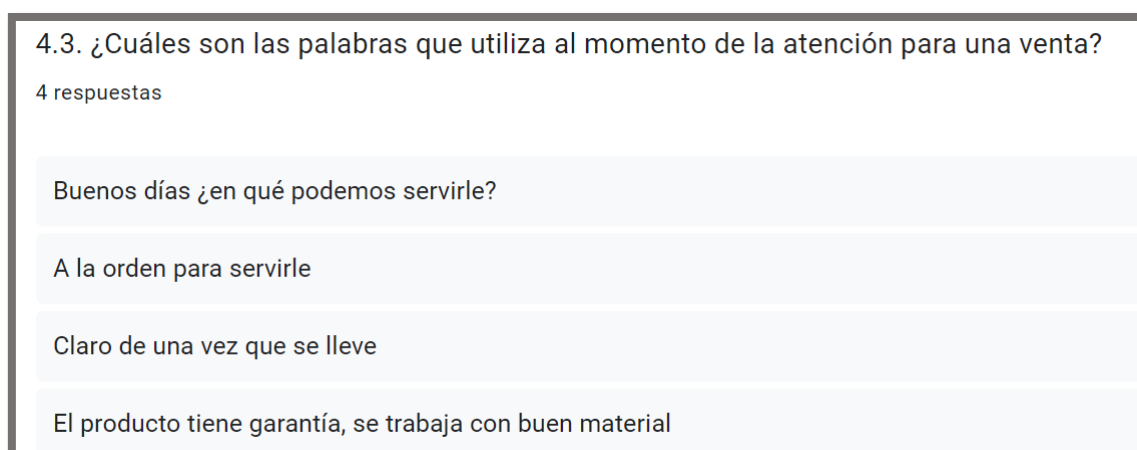 4.3. ¿Cuáles son las palabras que utiliza al momento de la atención para una venta?
4 respuestas
Buenos días ¿en qué podemos servirle?
A la orden para servirle
Claro de una vez que se lleve
El producto tiene garantía, se trabaja con buen material